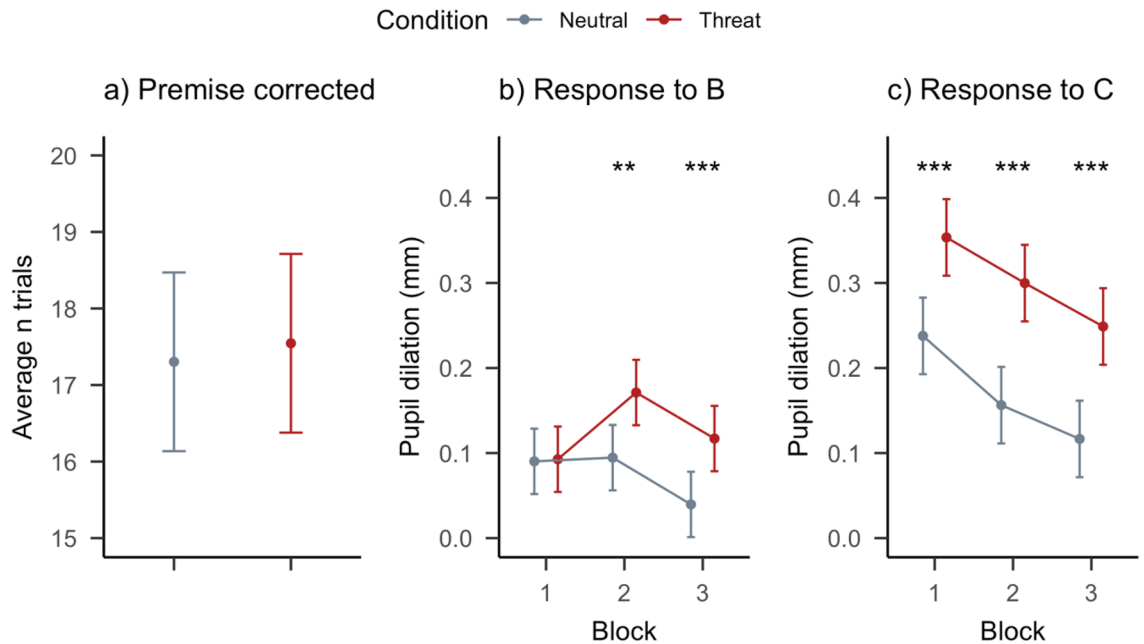 Condition Neutral Threat
a) Premise corrected
Average n trials
20
19
18
17
16
15
b) Response to B
Pupil dilation (mm)
** ***
0.4
0.3
0.2
0.1
0.0
1 2 3
Block
c) Response to C
Pupil dilation (mm)
*** *** ***
0.4
0.3
0.2
0.1
0.0
1 2 3
Block